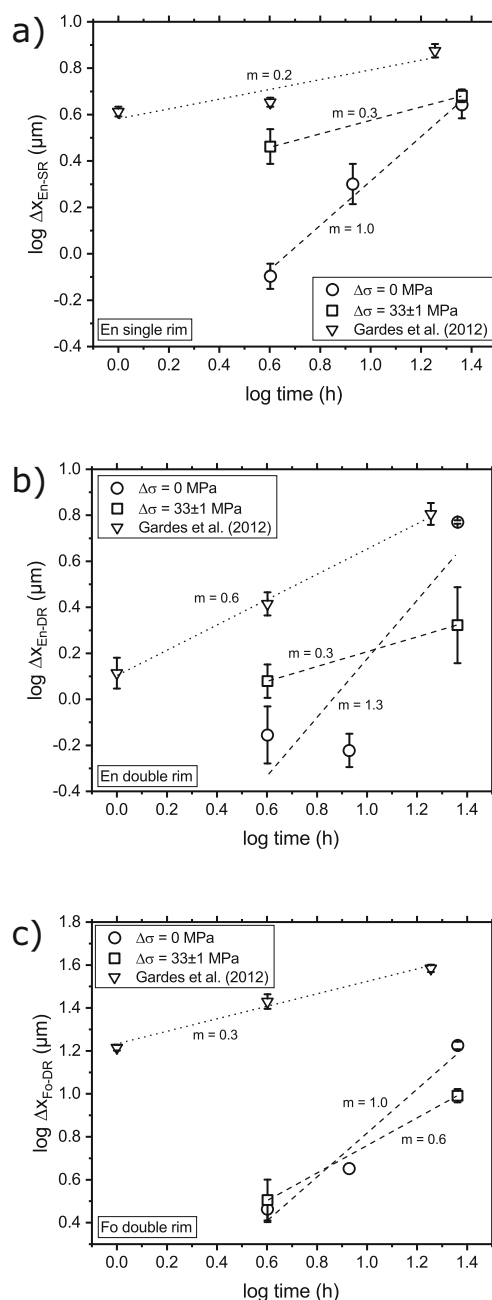 a)
1.0
0.8
0.6
0.4
0.2
0.0
-0.2
-0.4
log Δx_En-SR (µm)
m = 0.2
m = 0.3
m = 1.0
Δσ = 0 MPa
Δσ = 33±1 MPa
Gardes et al. (2012)
En single rim
0.0 0.2 0.4 0.6 0.8 1.0 1.2 1.4
log time (h)
b)
1.0
0.8
0.6
0.4
0.2
0.0
-0.2
-0.4
log Δx_En-DR (µm)
Δσ = 0 MPa
Δσ = 33±1 MPa
Gardes et al. (2012)
m = 0.6
m = 0.3
m = 1.3
En double rim
0.0 0.2 0.4 0.6 0.8 1.0 1.2 1.4
log time (h)
c)
1.8
1.6
1.4
1.2
1.0
0.8
0.6
0.4
log Δx_Fo-DR (µm)
Δσ = 0 MPa
Δσ = 33±1 MPa
Gardes et al. (2012)
m = 0.3
m = 1.0
m = 0.6
Fo double rim
0.0 0.2 0.4 0.6 0.8 1.0 1.2 1.4
log time (h)